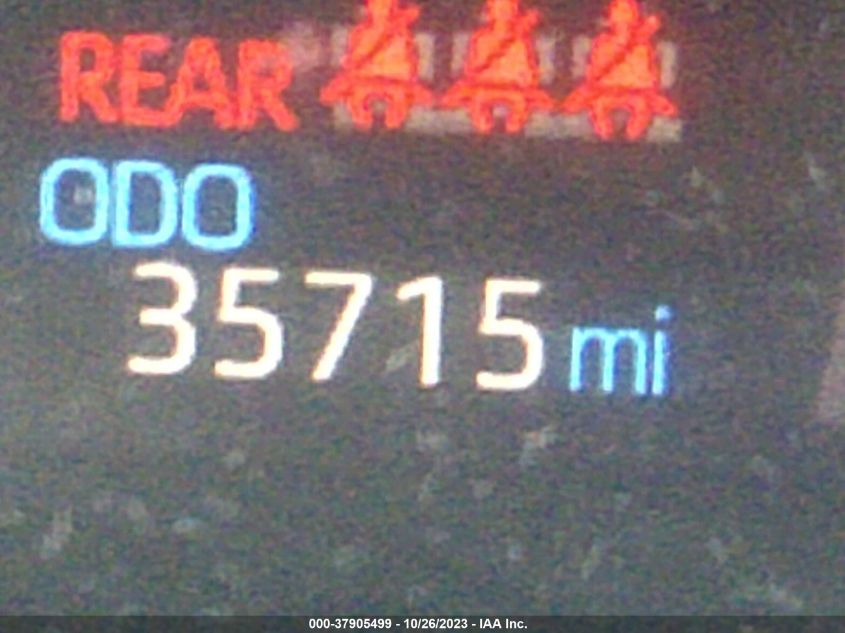 REAR
ODO
35715 mi
000-37905499 - 10/26/2023 - IAA Inc.